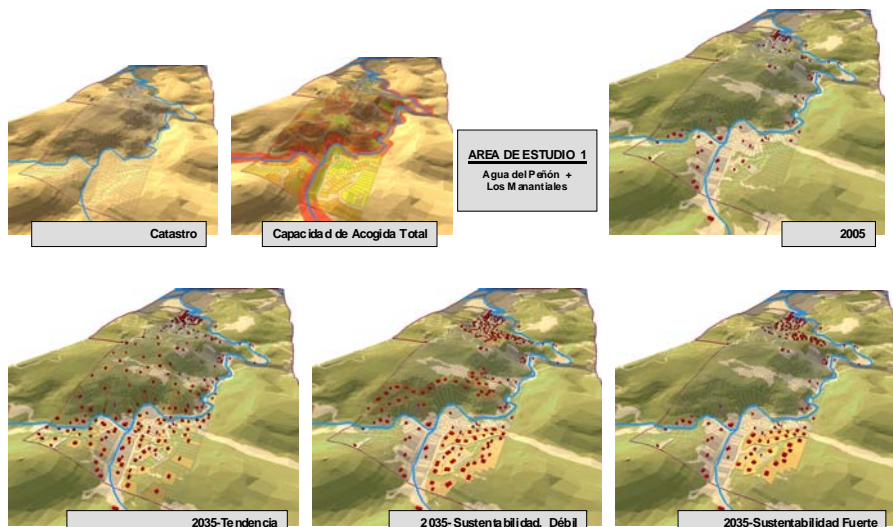 Catastro
Capacidad de Acogida Total
AREA DE ESTUDIO 1
Agua del Peñón +
Los Manantiales
2005
2035-Tendencia
2035-Sustentabilidad. Débil
2035-Sustentabilidad Fuerte